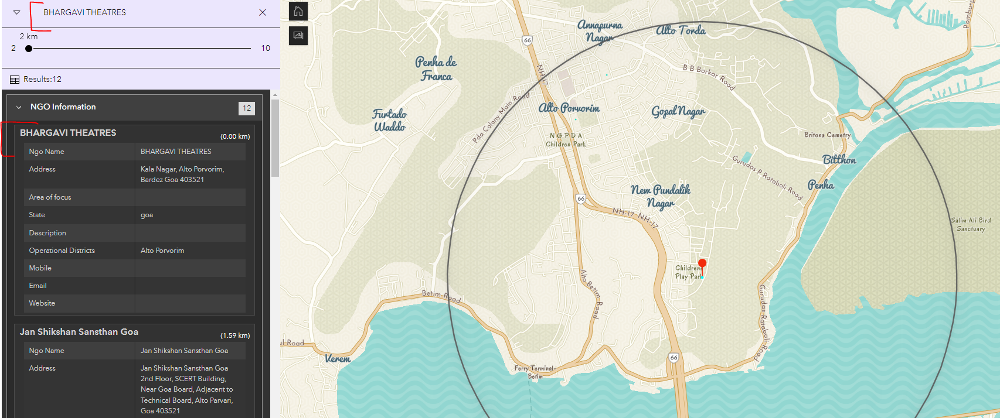 BHARGAVI THEATRES
2 km
2
10
Results:12
NGO Information
12
BHARGAVI THEATRES
(0.00 km)
Ngo Name
BHARGAVI THEATRES
Address
Kala Nagar, Alto Porvorim,
Bardez Goa 403521
Area of focus
State
goa
Description
Operational Districts
Alto Porvorim
Mobile
Email
Website
Jan Shikshan Sansthan Goa
(1.59 km)
Ngo Name
Jan Shikshan Sansthan Goa
Address
Jan Shikshan Sansthan Goa
2nd Floor, SCERT Building,
Near Goa Board, Adjacent to
Technical Board, Alto Parvari,
Goa 403521
Annapurna
Nagar
Alto Torda
66
Penha de
Franca
NH-17
B B Borkar Road
Pda Colony Main Road
Alto Porvorim
Gopal Nagar
Furtado
Waddo
N G P D A
Children Park
Britona Cemetry
Bitthon
Gurudas P Rataboli Road
Penha
New Pundalik
Nagar
66
NH-17
NH-17
Salim Ali Bird
Sanctuary
Childrens
Play Park
Alto Betim Road
Betim Road
Gurudas-Rataboli Road
ul-Road
Verem
66
Ferry Terminal-
Betim